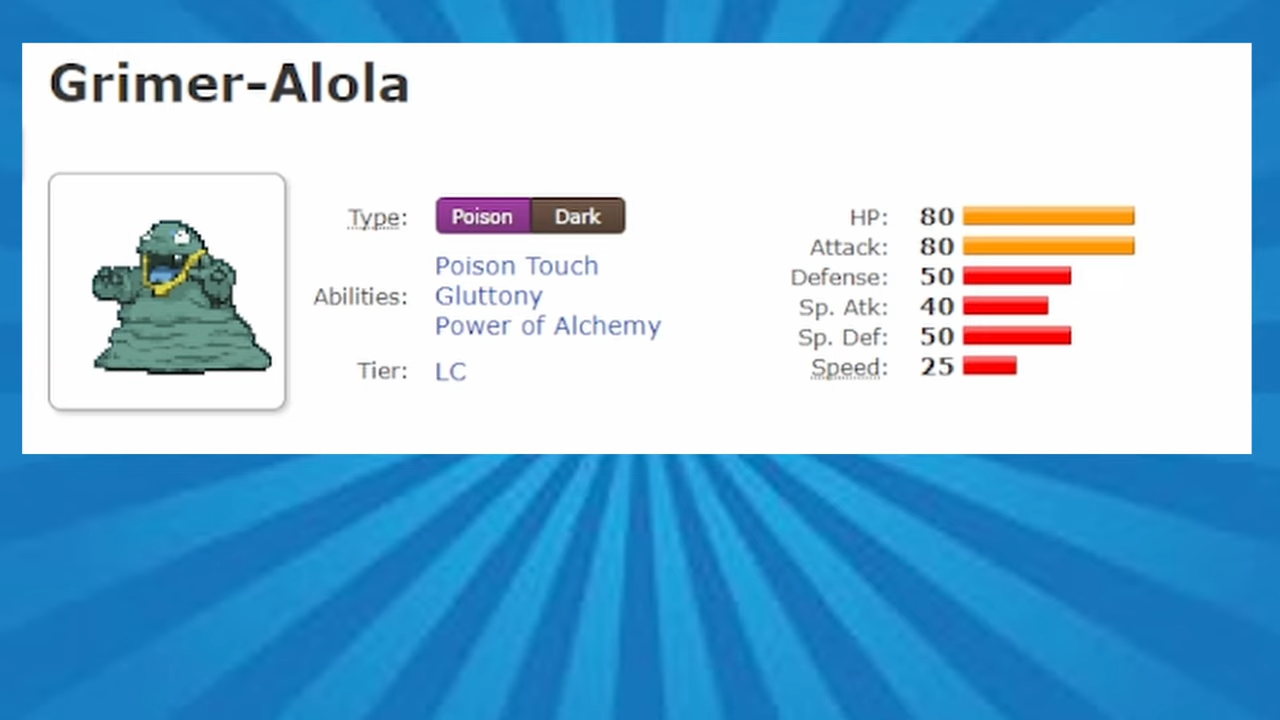 Grimer-Alola
Type: Poison Dark
Abilities: Poison Touch
Gluttony
Power of Alchemy
Tier: LC
HP: 80
Attack: 80
Defense: 50
Sp. Atk: 40
Sp. Def: 50
Speed: 25